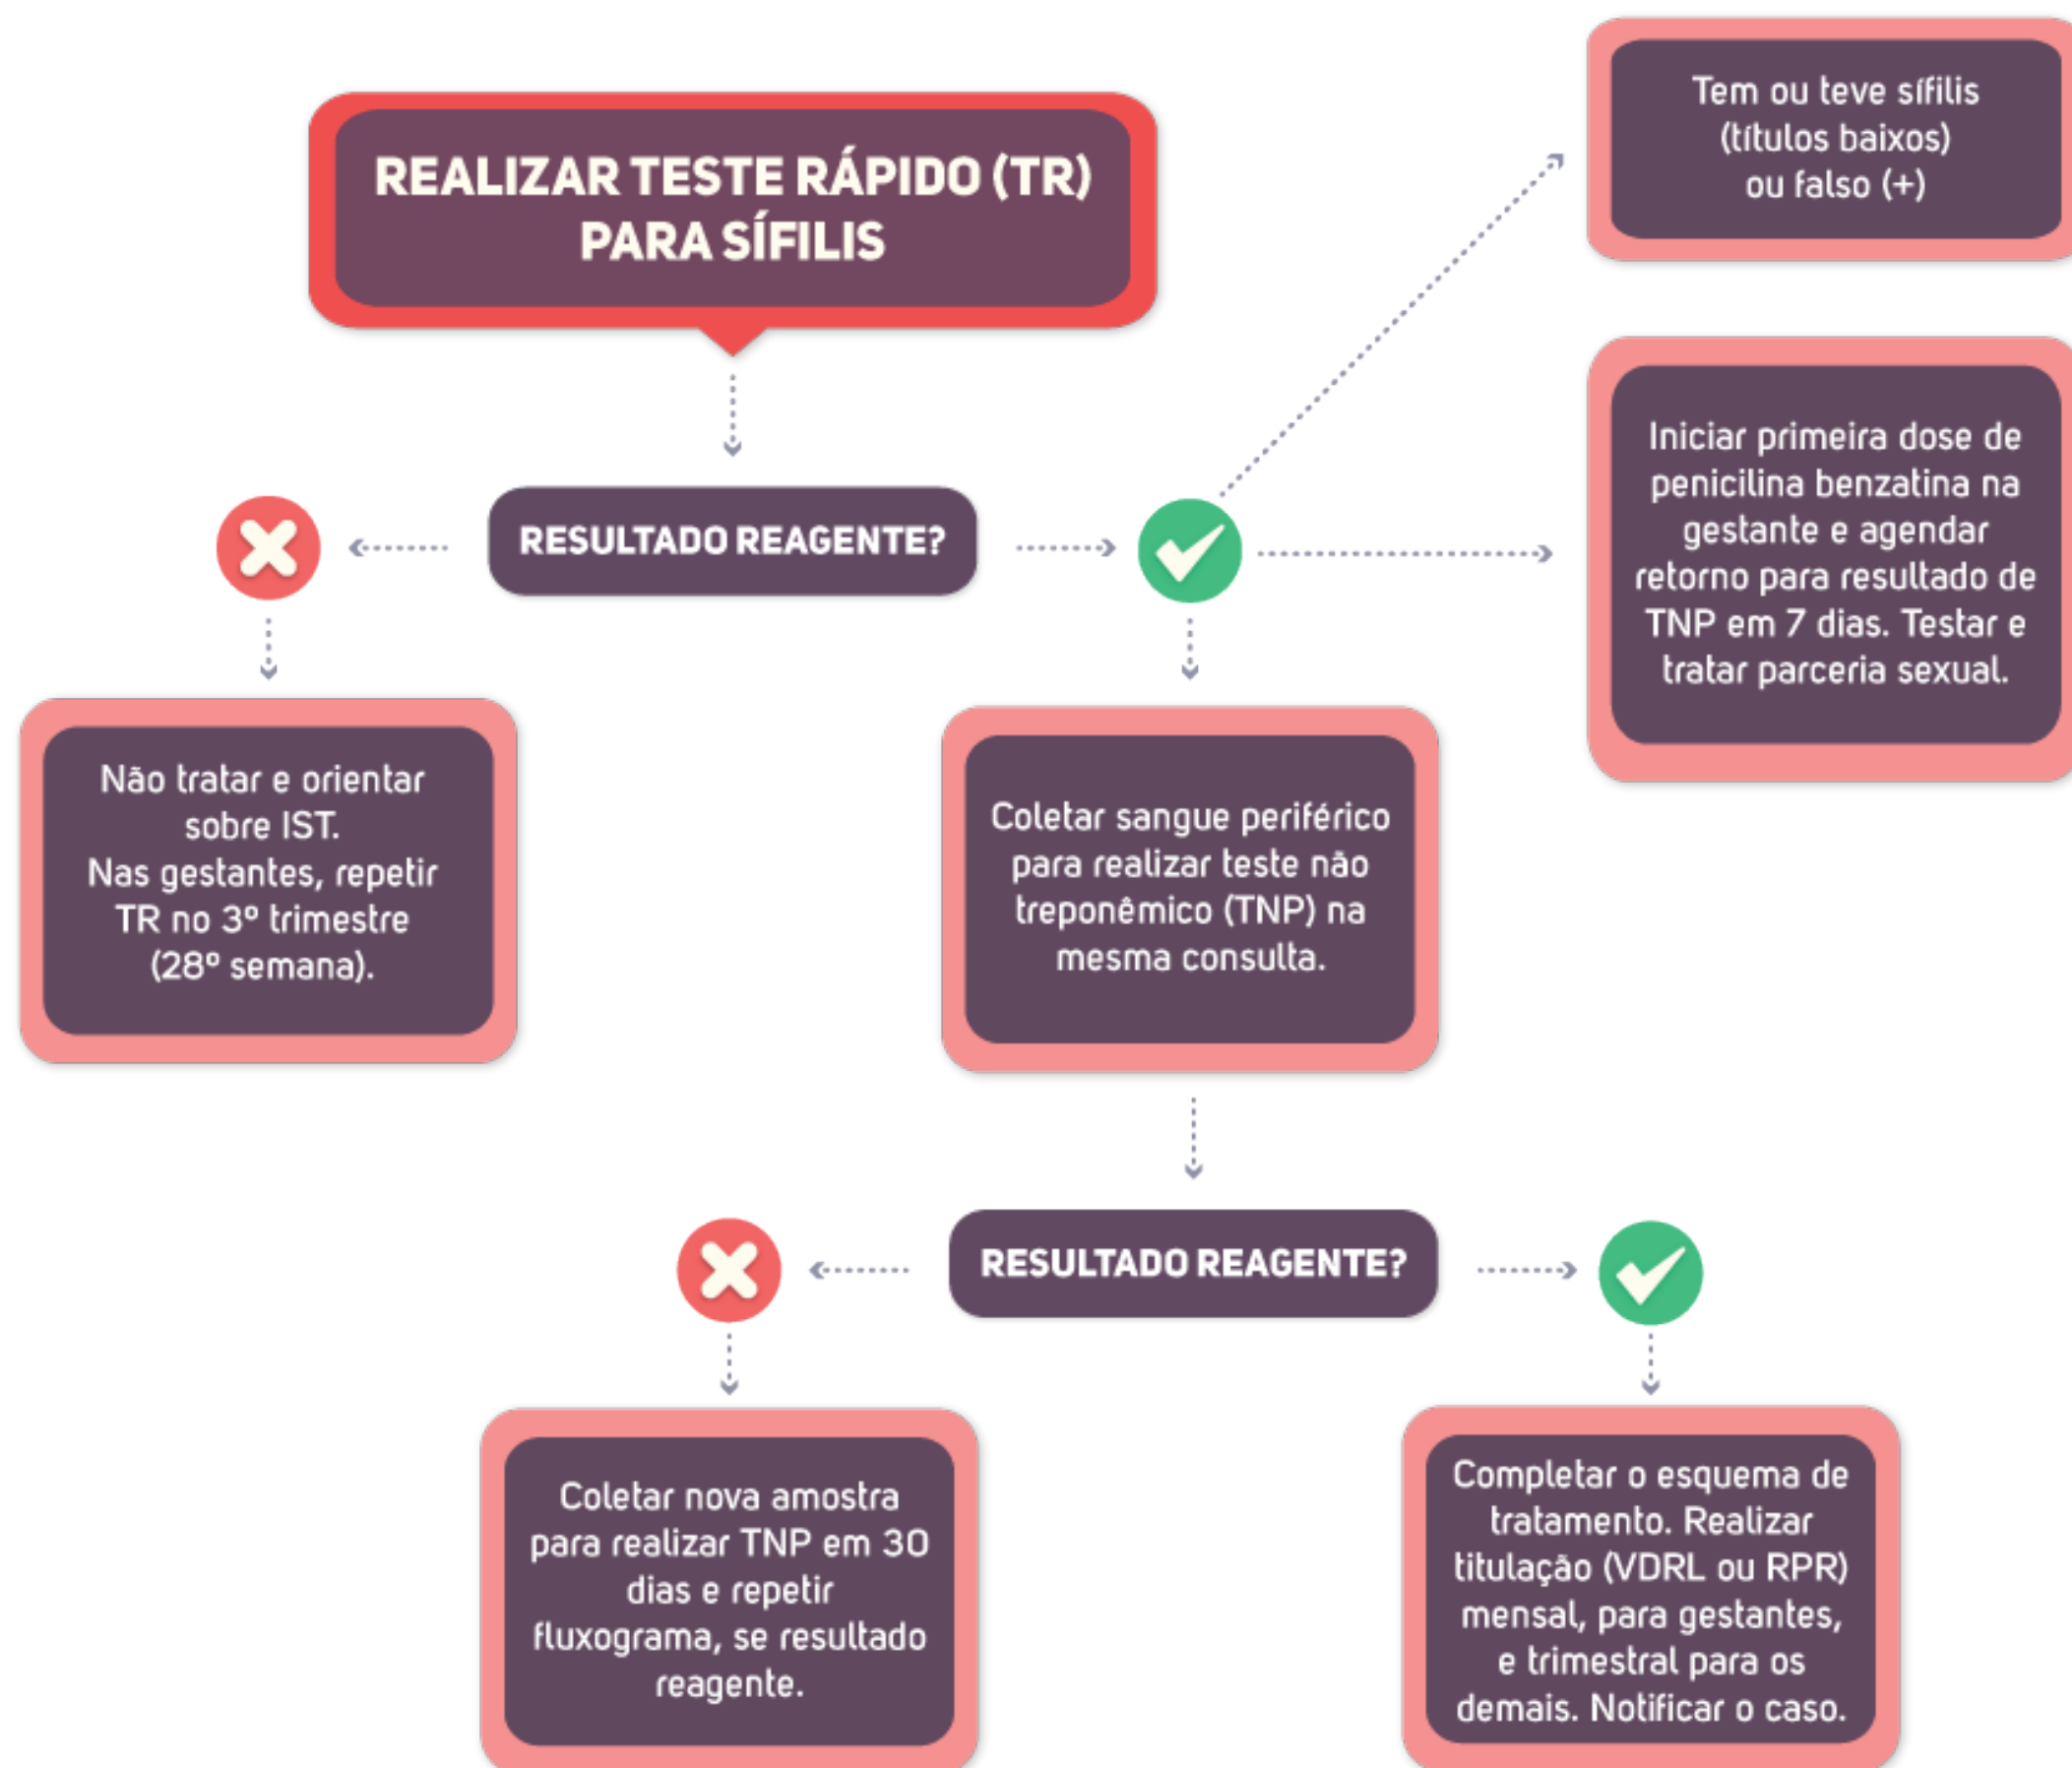 REALIZAR TESTE RÁPIDO (TR)
PARA SÍFILIS
Tem ou teve sífilis
(títulos baixos)
ou falso (+)
RESULTADO REAGENTE?
Iniciar primeira dose de
penicilina benzatina na
gestante e agendar
retorno para resultado de
TNP em 7 dias. Testar e
tratar parceria sexual.
Não tratar e orientar
sobre IST.
Nas gestantes, repetir
TR no 3º trimestre
(28º semana).
Coletar sangue periférico
para realizar teste não
treponêmico (TNP) na
mesma consulta.
RESULTADO REAGENTE?
Coletar nova amostra
para realizar TNP em 30
dias e repetir
fluxograma, se resultado
reagente.
Completar o esquema de
tratamento. Realizar
titulação (VDRL ou RPR)
mensal, para gestantes,
e trimestral para os
demais. Notificar o caso.